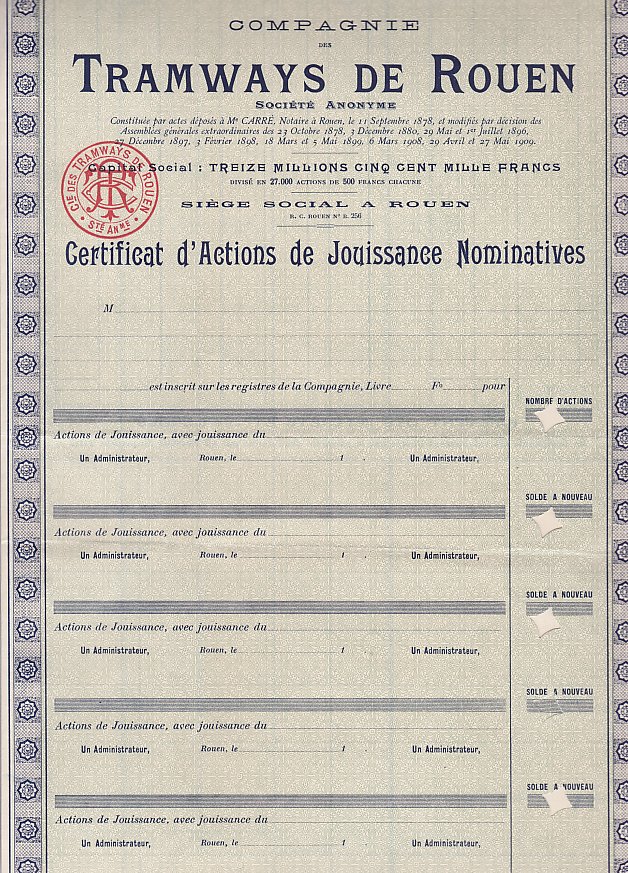 COMPAGNIE
DES
TRAMWAYS DE ROUEN
SOCIÉTÉ ANONYME
Constituée par actes déposés à Me CARRÉ, Notaire à Rouen, le 11 Septembre 1878, et modifiés par décision des
Assemblées générales extraordinaires des 23 Octobre 1878, 3 Décembre 1880, 29 Mai et 1er Juillet 1896,
27 Décembre 1897, 3 Février 1898, 18 Mars et 5 Mai 1899, 6 Mars 1908, 29 Avril et 27 Mai 1909.
Capital Social : TREIZE MILLIONS CINQ CENT MILLE FRANCS
DIVISÉ EN 27.000 ACTIONS DE 500 FRANCS CHACUNE
SIÈGE SOCIAL A ROUEN
R. C. ROUEN N° B. 256
CIE DES TRAMWAYS DE ROUEN
STE ANME
Certificat d'Actions de Jouissance Nominatives
M
est inscrit sur les registres de la Compagnie, Livre Fo pour
NOMBRE D'ACTIONS
Actions de Jouissance, avec jouissance du
Un Administrateur, Rouen, le 1 . Un Administrateur,
SOLDE A NOUVEAU
Actions de Jouissance, avec jouissance du
Un Administrateur, Rouen, le 1 . Un Administrateur,
SOLDE A NOUVEAU
Actions de Jouissance, avec jouissance du
Un Administrateur, Rouen, le 1 . Un Administrateur,
SOLDE A NOUVEAU
Actions de Jouissance, avec jouissance du
Un Administrateur, Rouen, le 1 . Un Administrateur,
SOLDE A NOUVEAU
Actions de Jouissance, avec jouissance du
Un Administrateur, Rouen, le 1 . Un Administrateur,